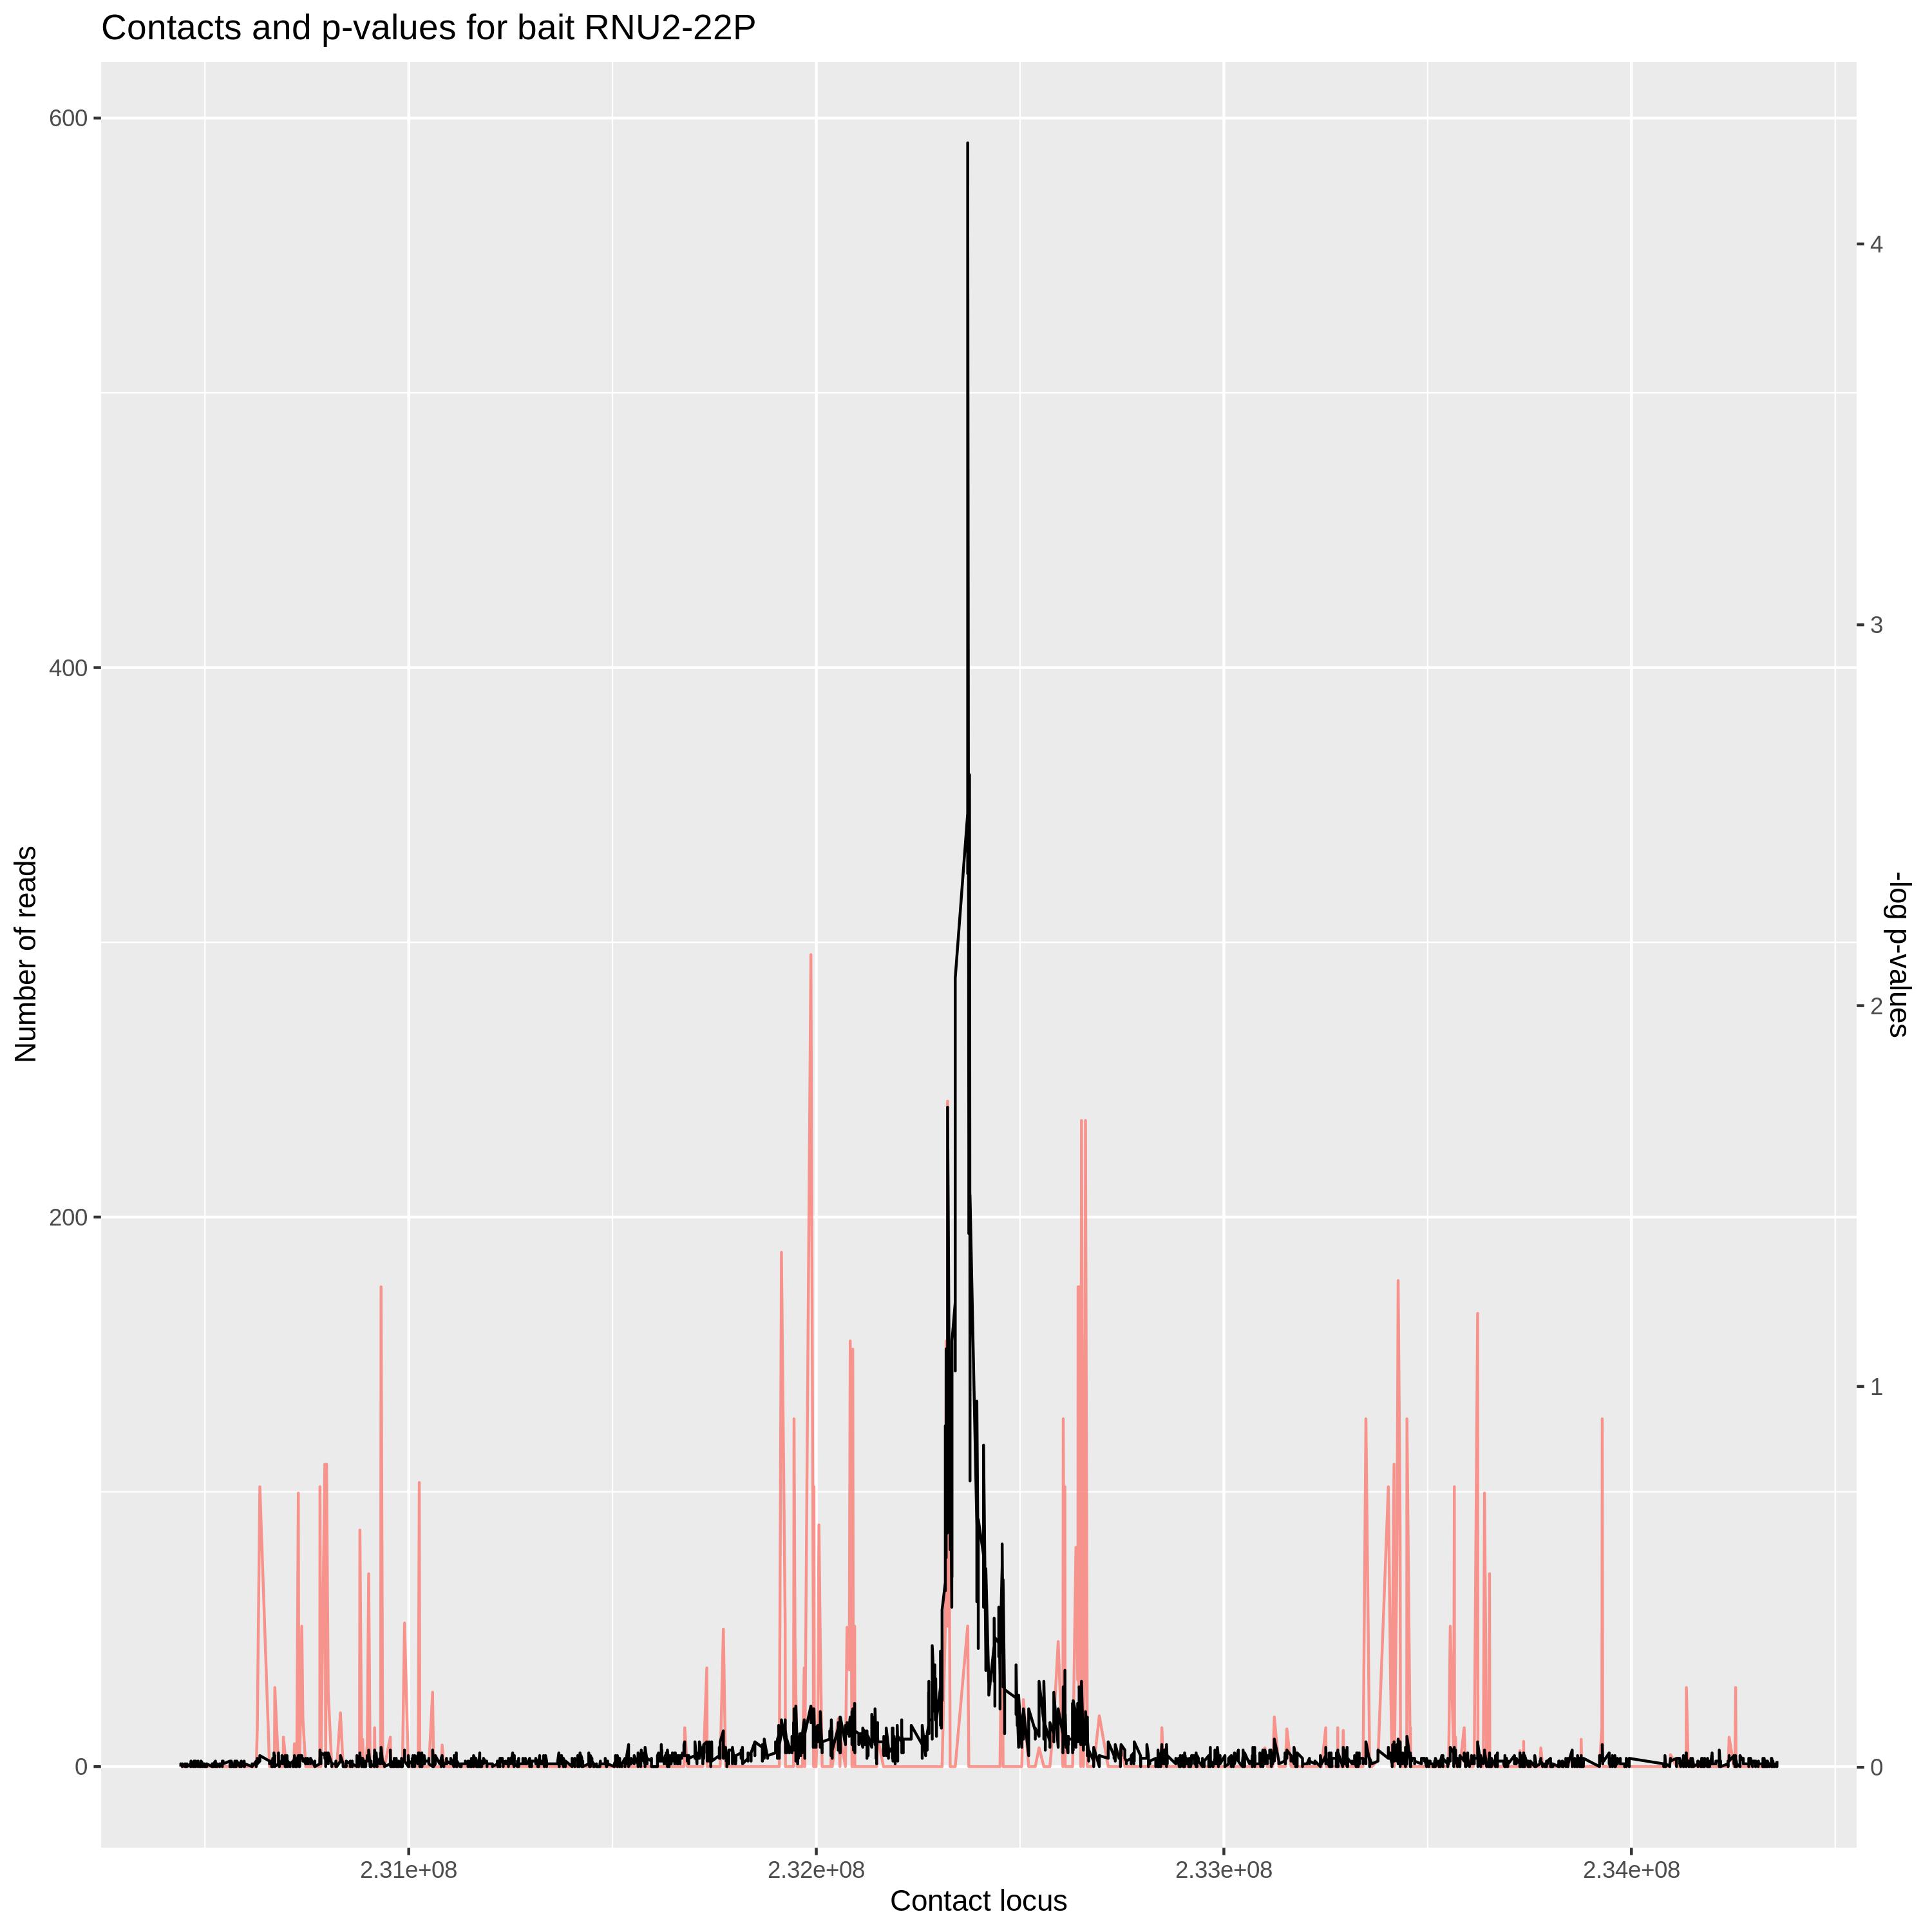 Contacts and p-values for bait RNU2-22P
600
400
200
0
Number of reads
4
3
2
1
0
-log p-values
2.31e+08
2.32e+08
2.33e+08
2.34e+08
Contact locus